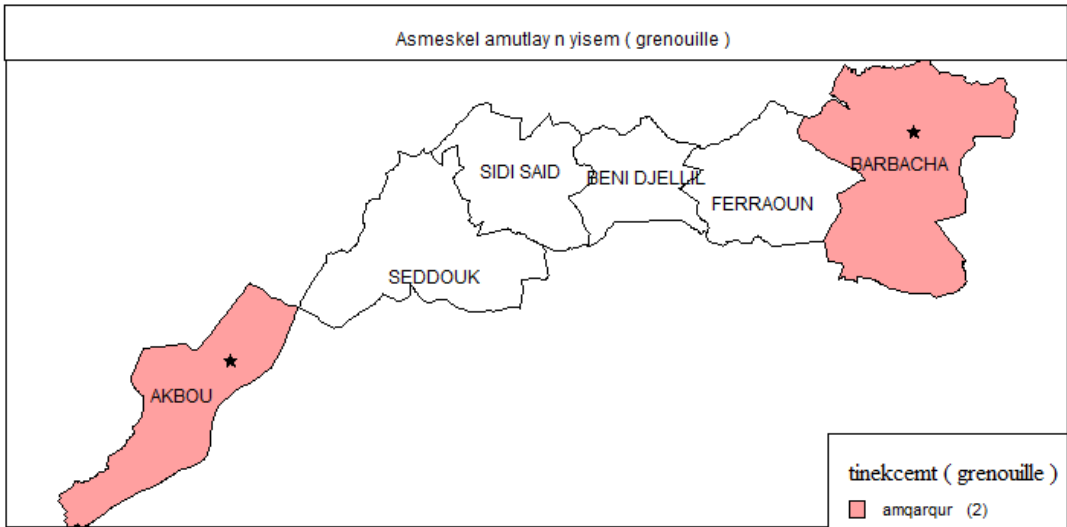 Asmeskel amutlay n yisem ( grenouille )
BARBACHA
SIDI SAID
BENI DJELLIL
FERRAOUN
SEDDOUK
AKBOU
tinekcemt ( grenouille )
amqarqur (2)